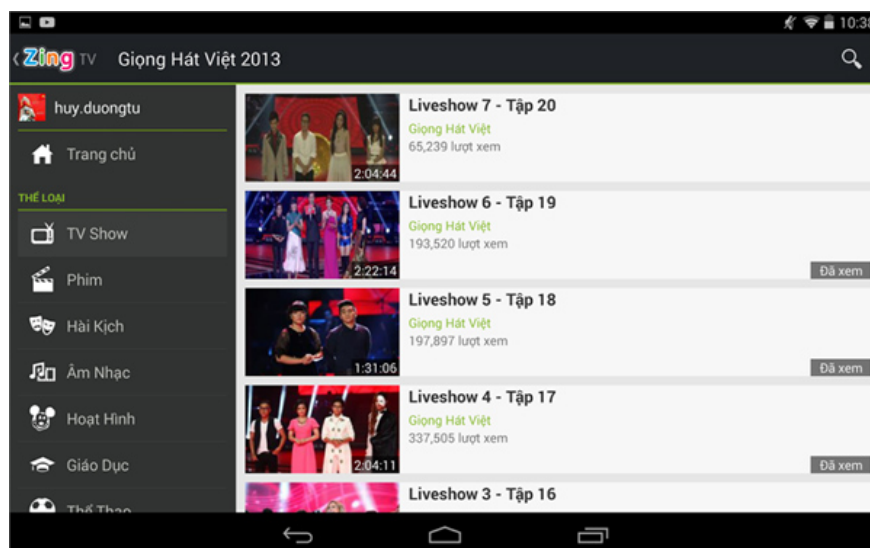 10:38
Zing TV Giọng Hát Việt 2013
huy.duongtu
Trang chủ
THỂ LOẠI
TV Show
Phim
Hài Kịch
Âm Nhạc
Hoạt Hình
Giáo Dục
Thể Thao
Liveshow 7 - Tập 20
Giọng Hát Việt
65,239 lượt xem
2:04:44
Liveshow 6 - Tập 19
Giọng Hát Việt
193,520 lượt xem
2:22:14
Đã xem
Liveshow 5 - Tập 18
Giọng Hát Việt
197,897 lượt xem
1:31:06
Đã xem
Liveshow 4 - Tập 17
Giọng Hát Việt
337,505 lượt xem
2:04:11
Đã xem
Liveshow 3 - Tập 16